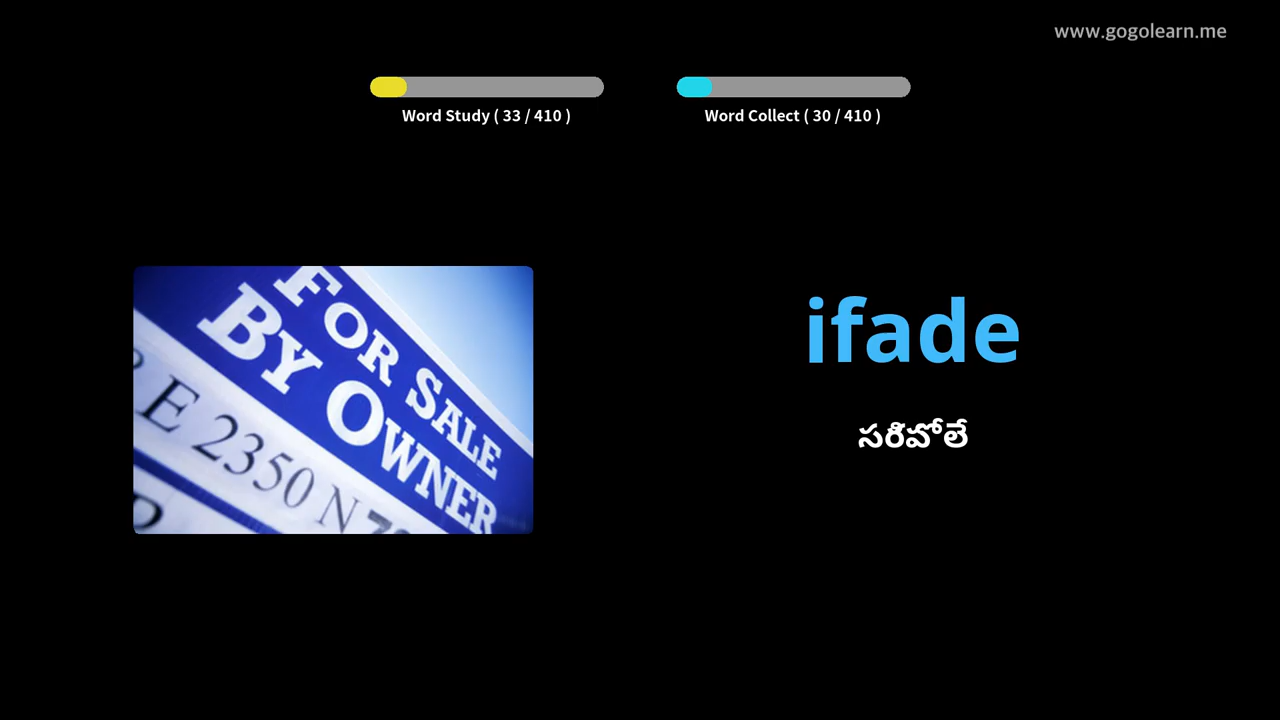 www.gogolearn.me
Word Study ( 33 / 410 )
Word Collect ( 30 / 410 )
FOR SALE
BY OWNER
E 2350 N
ifade
సరివోలే